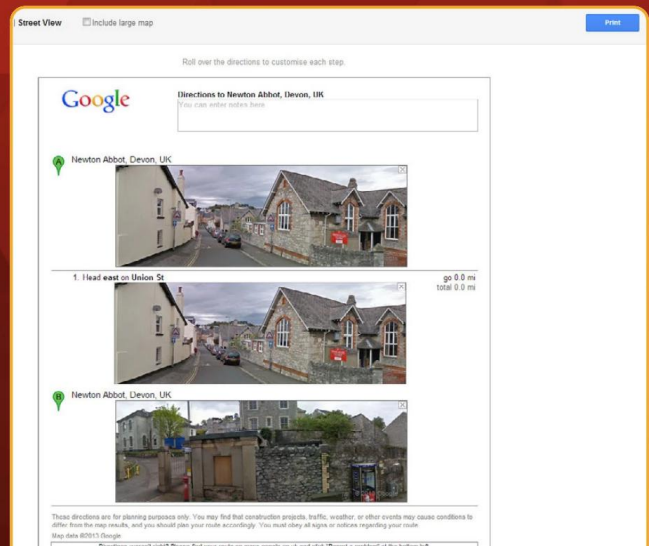 Street View
Include large map
Print
Roll over the directions to customise each step.
Google
Directions to Newton Abbot, Devon, UK
You can enter notes here
A
Newton Abbot, Devon, UK
1. Head east on Union St
go 0.0 mi
total 0.0 mi
B
Newton Abbot, Devon, UK
These directions are for planning purposes only. You may find that construction projects, traffic, weather, or other events may cause conditions to
differ from the map results, and you should plan your route accordingly. You must obey all signs or notices regarding your route.
Map data ©2013 Google